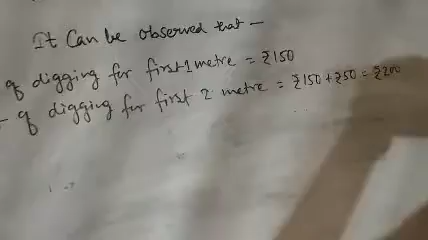 It Can be observed that —
of digging for first 1 metre = ₹150
of digging for first 2 metre = ₹150 + ₹50 = ₹200